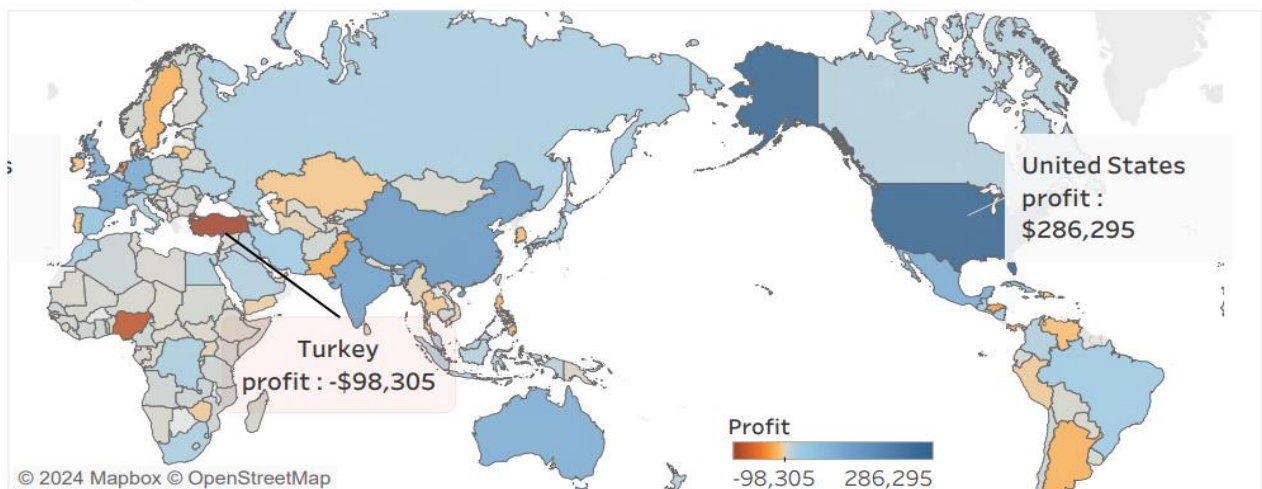 s
United States
profit :
$286,295
Turkey
profit : -$98,305
Profit
-98,305 286,295
© 2024 Mapbox © OpenStreetMap